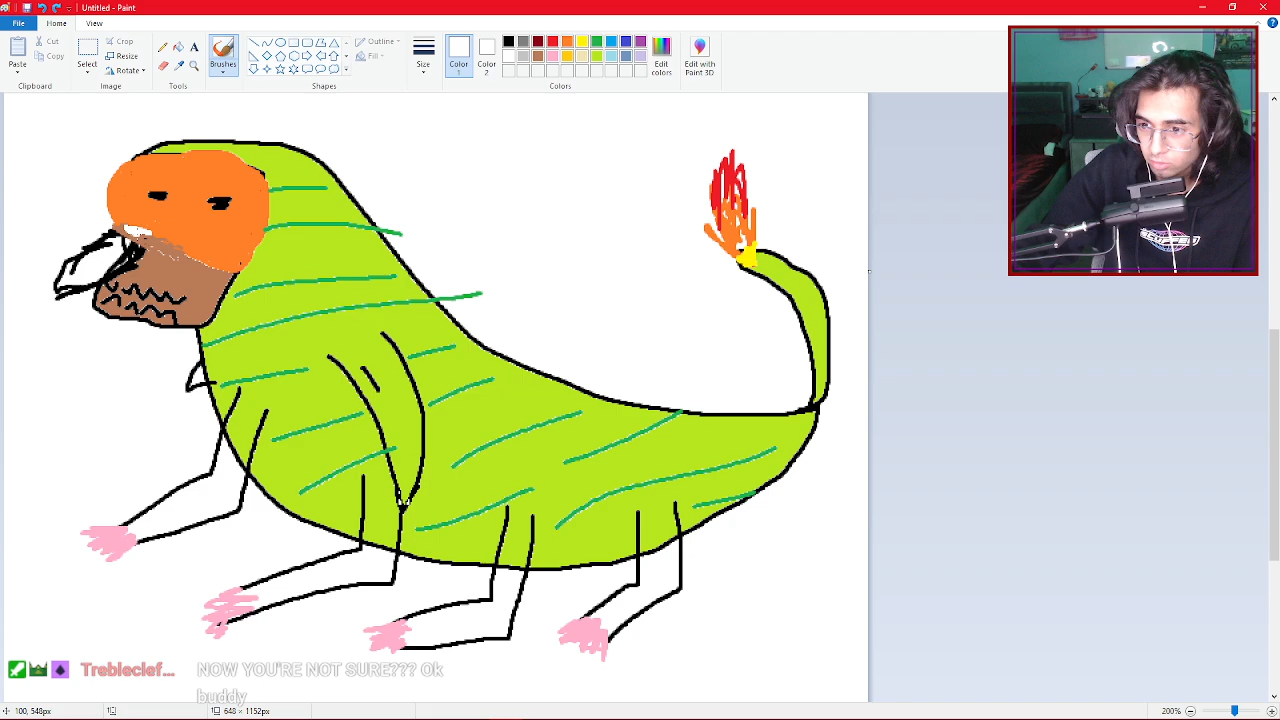 Untitled - Paint
File Home View
Paste Cut Copy Clipboard
Select Crop Resize Rotate Image
A Tools
Brushes
Outline Fill Shapes
Size
Color 1 Color 2
Edit colors Colors
Edit with Paint 3D
Trebleclef... NOW YOU'RE NOT SURE??? Ok
buddy
100, 548px 648 × 1152px 200%